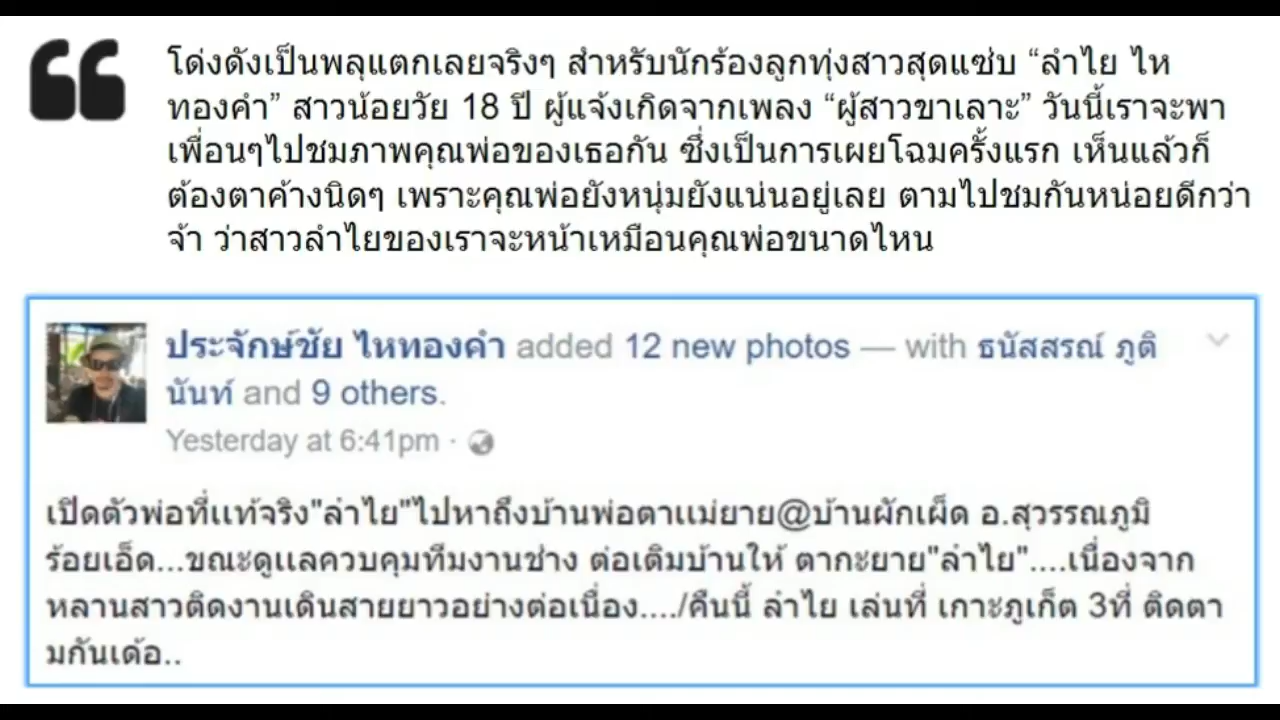 โด่งดังเป็นพลุแตกเลยจริงๆ สำหรับนักร้องลูกทุ่งสาวสุดแซ่บ “ลำไย ไห
ทองคำ” สาวน้อยวัย 18 ปี ผู้แจ้งเกิดจากเพลง “ผู้สาวขาเลาะ” วันนี้เราจะพา
เพื่อนๆไปชมภาพคุณพ่อของเธอกัน ซึ่งเป็นการเผยโฉมครั้งแรก เห็นแล้วก็
ต้องตาค้างนิดๆ เพราะคุณพ่อยังหนุ่มยังแน่นอยู่เลย ตามไปชมกันหน่อยดีกว่า
จ้า ว่าสาวลำไยของเราจะหน้าเหมือนคุณพ่อขนาดไหน
ประจักษ์ชัย ไหทองคำ added 12 new photos — with ธนัสสรณ์ ภูติ
นันท์ and 9 others.
Yesterday at 6:41pm ·
เปิดตัวพ่อที่แท้จริง"ลำไย"ไปหาถึงบ้านพ่อตาแม่ยาย@บ้านผักเผ็ด อ.สุวรรณภูมิ
ร้อยเอ็ด...ขณะดูแลควบคุมทีมงานช่าง ต่อเติมบ้านให้ ตากะยาย"ลำไย"....เนื่องจาก
หลานสาวติดงานเดินสายยาวอย่างต่อเนื่อง..../คืนนี้ ลำไย เล่นที่ เกาะภูเก็ต 3ที่ ติดตา
มกันเด้อ..